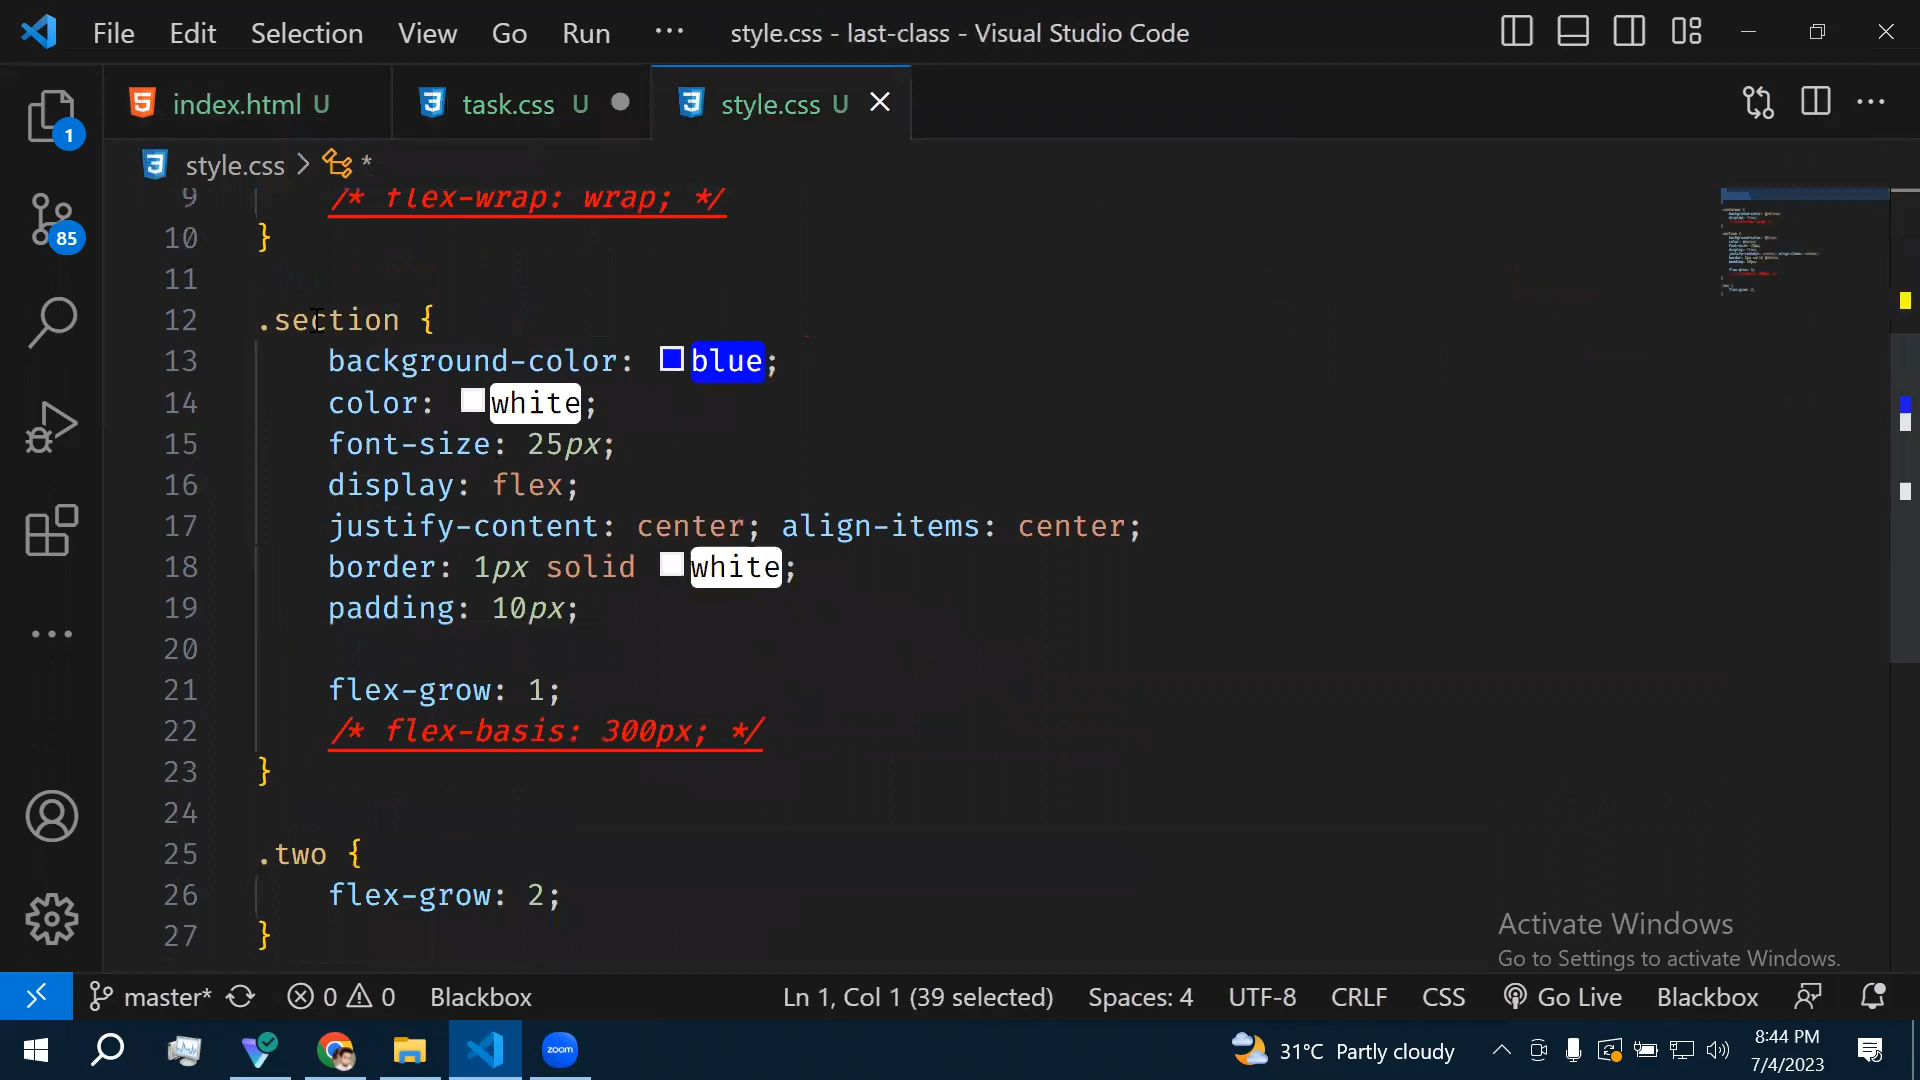 File Edit Selection View Go Run ··· style.css - last-class - Visual Studio Code
index.html U task.css U style.css U
style.css > *
9 /* flex-wrap: wrap; */
10 }
11
12 .section {
13 background-color: blue;
14 color: white;
15 font-size: 25px;
16 display: flex;
17 justify-content: center; align-items: center;
18 border: 1px solid white;
19 padding: 10px;
20
21 flex-grow: 1;
22 /* flex-basis: 300px; */
23 }
24
25 .two {
26 flex-grow: 2;
27 }
1
85
Activate Windows
Go to Settings to activate Windows.
master* 0 0 Blackbox Ln 1, Col 1 (39 selected) Spaces: 4 UTF-8 CRLF CSS Go Live Blackbox
zoom 31°C Partly cloudy 8:44 PM
7/4/2023